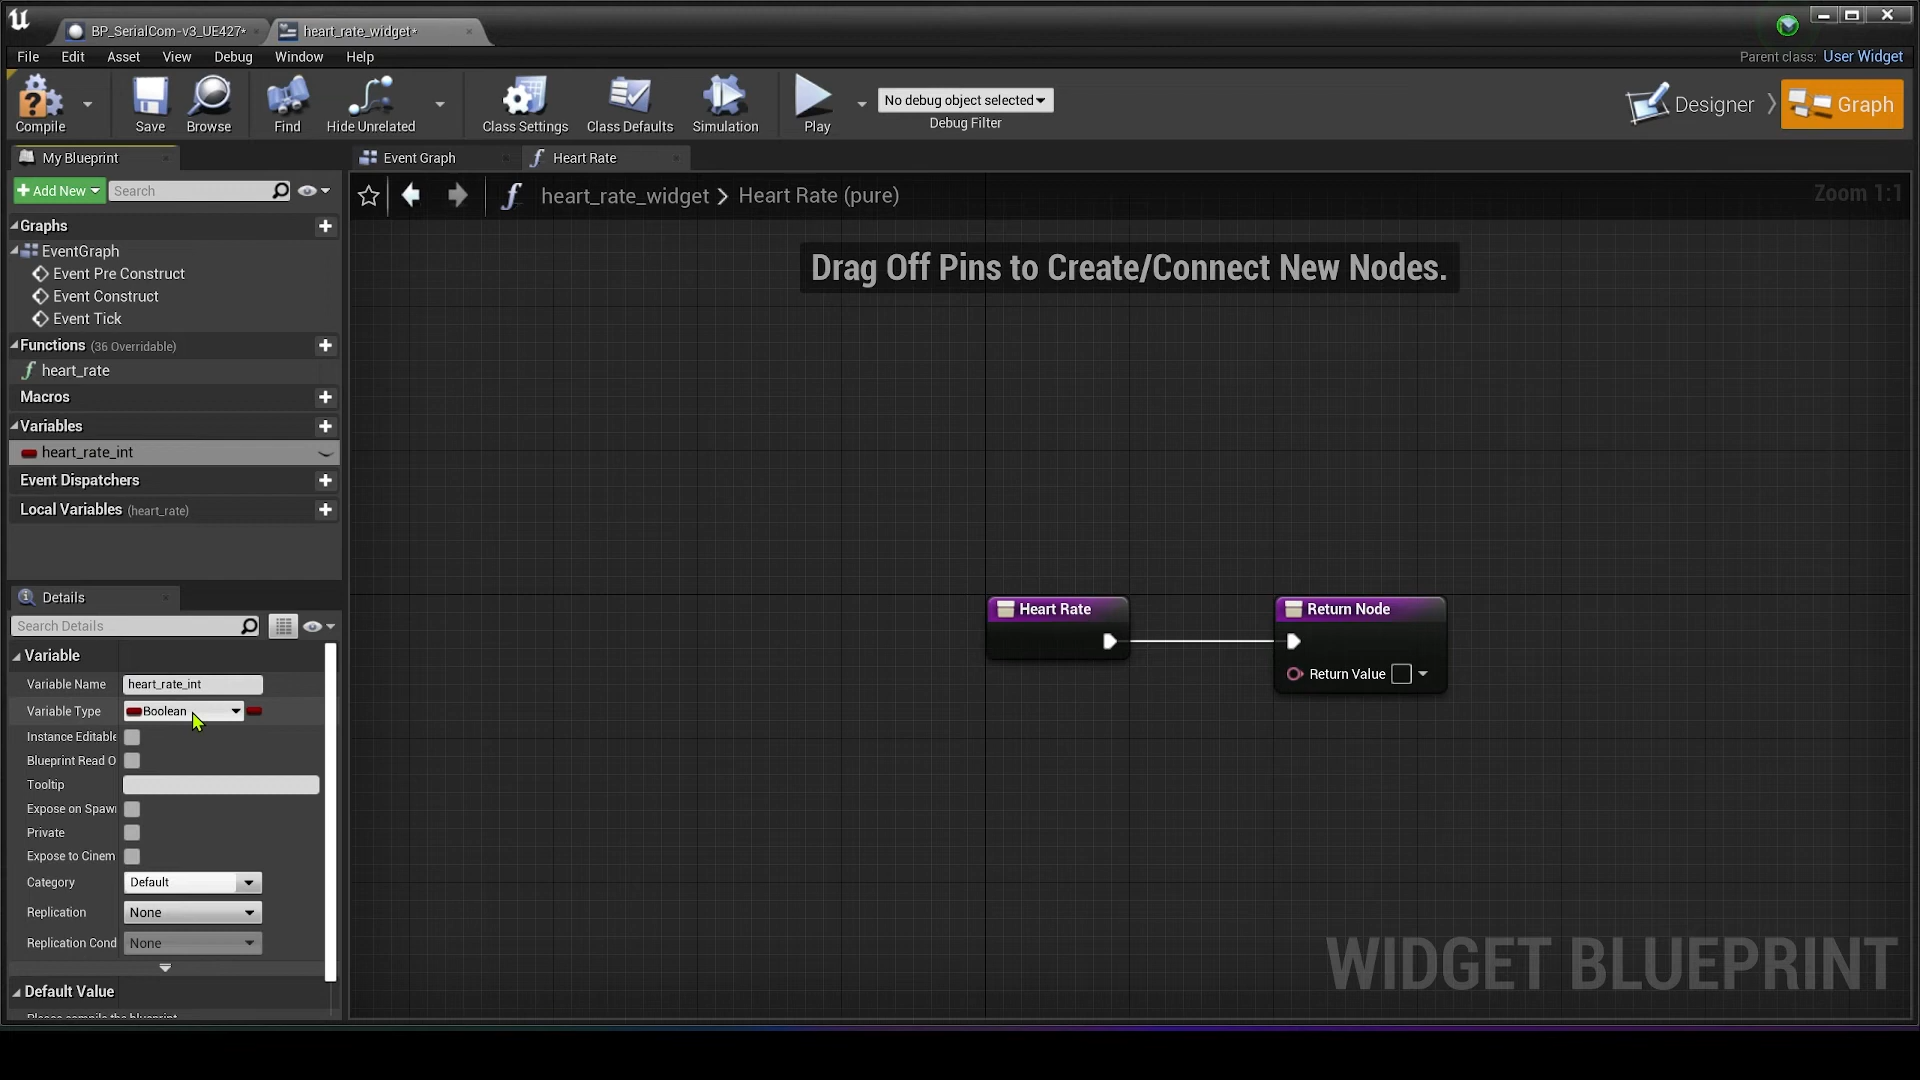 BP_SerialCom-v3_UE427*
heart_rate_widget*
File Edit Asset View Debug Window Help
Parent class: User Widget
Compile
Save
Browse
Find
Hide Unrelated
Class Settings
Class Defaults
Simulation
Play
No debug object selected
Debug Filter
Designer
Graph
My Blueprint
Event Graph
Heart Rate
Add New
Search
heart_rate_widget > Heart Rate (pure)
Zoom 1:1
Graphs
EventGraph
Event Pre Construct
Event Construct
Event Tick
Functions (36 Overridable)
heart_rate
Macros
Variables
heart_rate_int
Event Dispatchers
Local Variables (heart_rate)
Drag Off Pins to Create/Connect New Nodes.
Heart Rate
Return Node
Return Value
Details
Search Details
Variable
Variable Name heart_rate_int
Variable Type Boolean
Instance Editable
Blueprint Read O
Tooltip
Expose on Spaw
Private
Expose to Cinem
Category Default
Replication None
Replication Cond None
Default Value
Please compile the blueprint
WIDGET BLUEPRINT